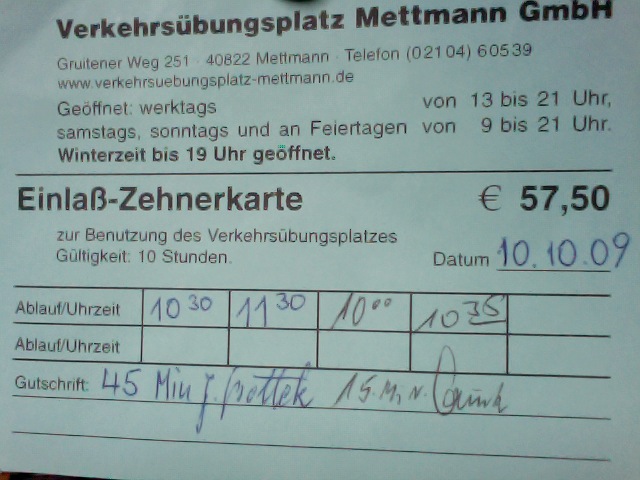 Verkehrsübungsplatz Mettmann GmbH
Gruitener Weg 251 · 40822 Mettmann · Telefon (02104) 60539
www.verkehrsuebungsplatz-mettmann.de
Geöffnet: werktags von 13 bis 21 Uhr,
samstags, sonntags und an Feiertagen von 9 bis 21 Uhr.
Winterzeit bis 19 Uhr geöffnet.
Einlaß-Zehnerkarte € 57,50
zur Benutzung des Verkehrsübungsplatzes
Gültigkeit: 10 Stunden.
Datum 10.10.09
Ablauf/Uhrzeit 10 30 11 30 10 00 10 35
Ablauf/Uhrzeit
Gutschrift: 45 Min 15. Min.